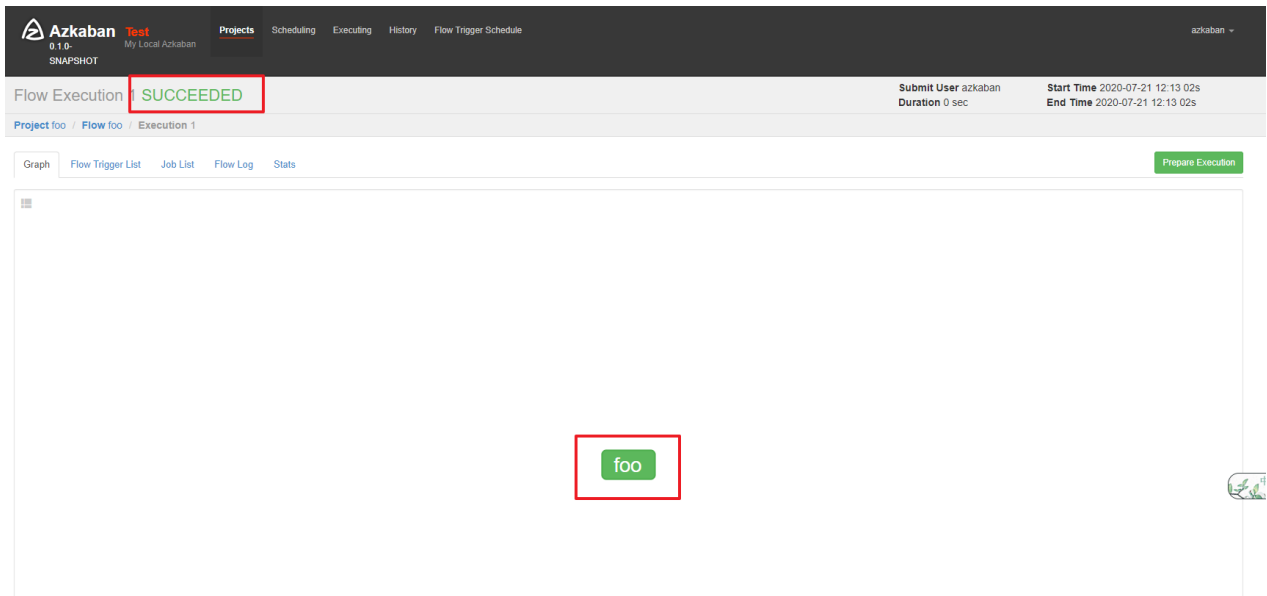 Azkaban Test Projects Scheduling Executing History Flow Trigger Schedule azkaban
0.1.0-SNAPSHOT My Local Azkaban
Flow Execution 1 SUCCEEDED
Submit User azkaban Start Time 2020-07-21 12:13 02s
Duration 0 sec End Time 2020-07-21 12:13 02s
Project foo / Flow foo / Execution 1
Graph Flow Trigger List Job List Flow Log Stats Prepare Execution
foo